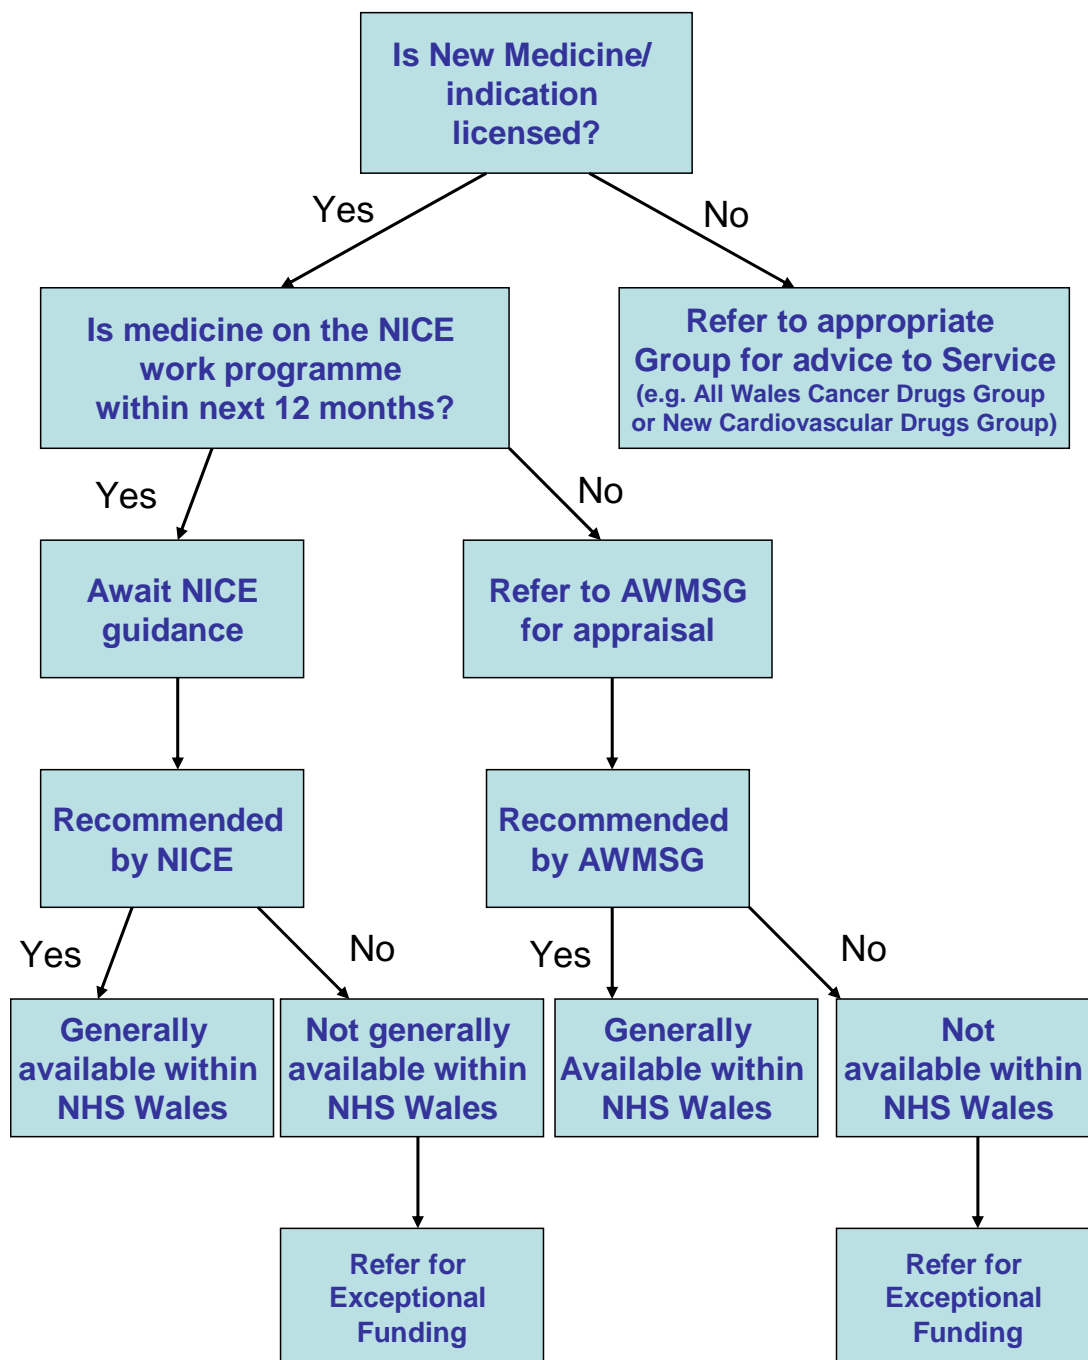 Is New Medicine/
indication
licensed?
Yes
No
Is medicine on the NICE
work programme
within next 12 months?
Refer to appropriate
Group for advice to Service
(e.g. All Wales Cancer Drugs Group
or New Cardiovascular Drugs Group)
Yes
No
Await NICE
guidance
Refer to AWMSG
for appraisal
Recommended
by NICE
Recommended
by AWMSG
Yes
No
Yes
No
Generally
available within
NHS Wales
Not generally
available within
NHS Wales
Generally
Available within
NHS Wales
Not
available within
NHS Wales
Refer for
Exceptional
Funding
Refer for
Exceptional
Funding